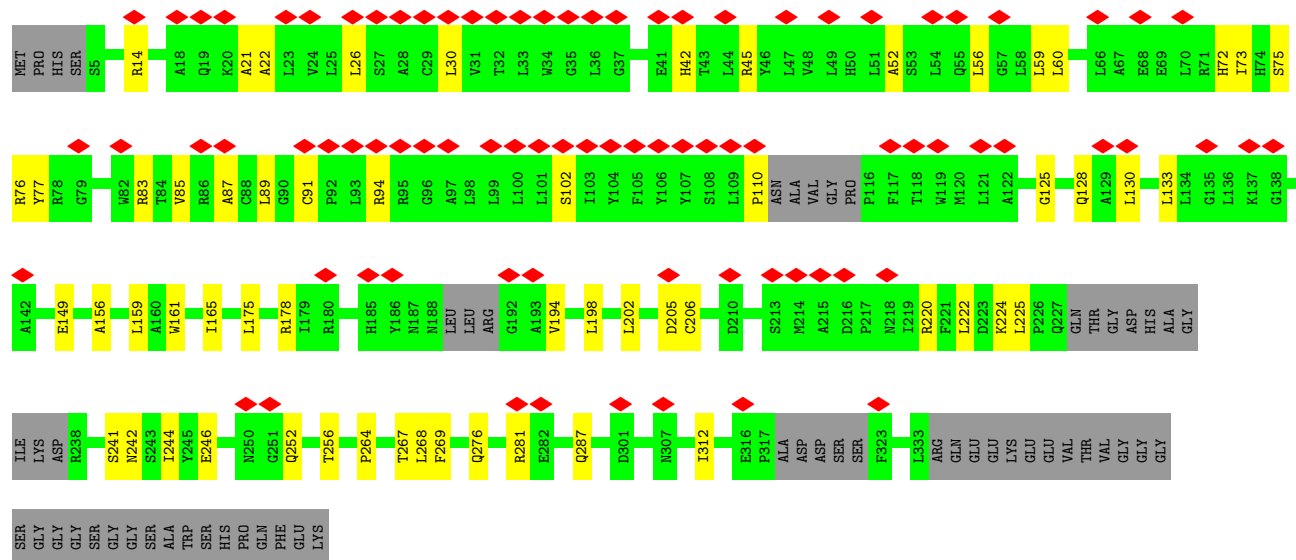 MET PRO HIS SER S5 R14 A18 Q19 K20 A21 A22 L23 V24 L25 L26 S27 A28 C29 L30 V31 T32 L33 W34 G35 L36 G37 E41 H42 T43 L44 R45 Y46 L47 V48 L49 H50 L51 A52 S53 L54 Q55 L56 G57 L58 L59 L60 L66 A67 E68 E69 L70 R71 H72 I73 H74 S75
R76 Y77 R78 G79 W82 R83 T84 V85 R86 A87 C88 L89 G90 C91 P92 L93 R94 R95 G96 A97 L98 L99 L100 L101 S102 I103 Y104 F105 Y106 Y107 S108 L109 P110 ASN ALA VAL GLY PRO P116 F117 T118 W119 M120 L121 A122 G125 Q128 A129 L130 L133 L134 G135 L136 K137 G138
A142 E149 A156 L159 A160 W161 I165 L175 R178 I179 R180 H185 Y186 N187 N188 LEU LEU ARG G192 A193 V194 L198 L202 D205 C206 D210 S213 M214 A215 D216 P217 N218 I219 R220 F221 L222 D223 K224 L225 P226 Q227 GLN THR GLY ASP HIS ALA GLY
ILE LYS ASP R238 S241 N242 S243 I244 Y245 E246 N250 G251 Q252 T256 P264 T267 L268 F269 Q276 R281 E282 Q287 D301 N307 I312 E316 P317 ALA ASP ASP SER SER F323 L333 ARG GLN GLU GLU LYS GLU GLU VAL THR VAL GLY GLY GLY
SER GLY GLY GLY SER GLY GLY SER ALA TRP SER HIS PRO GLN PHE GLU LYS